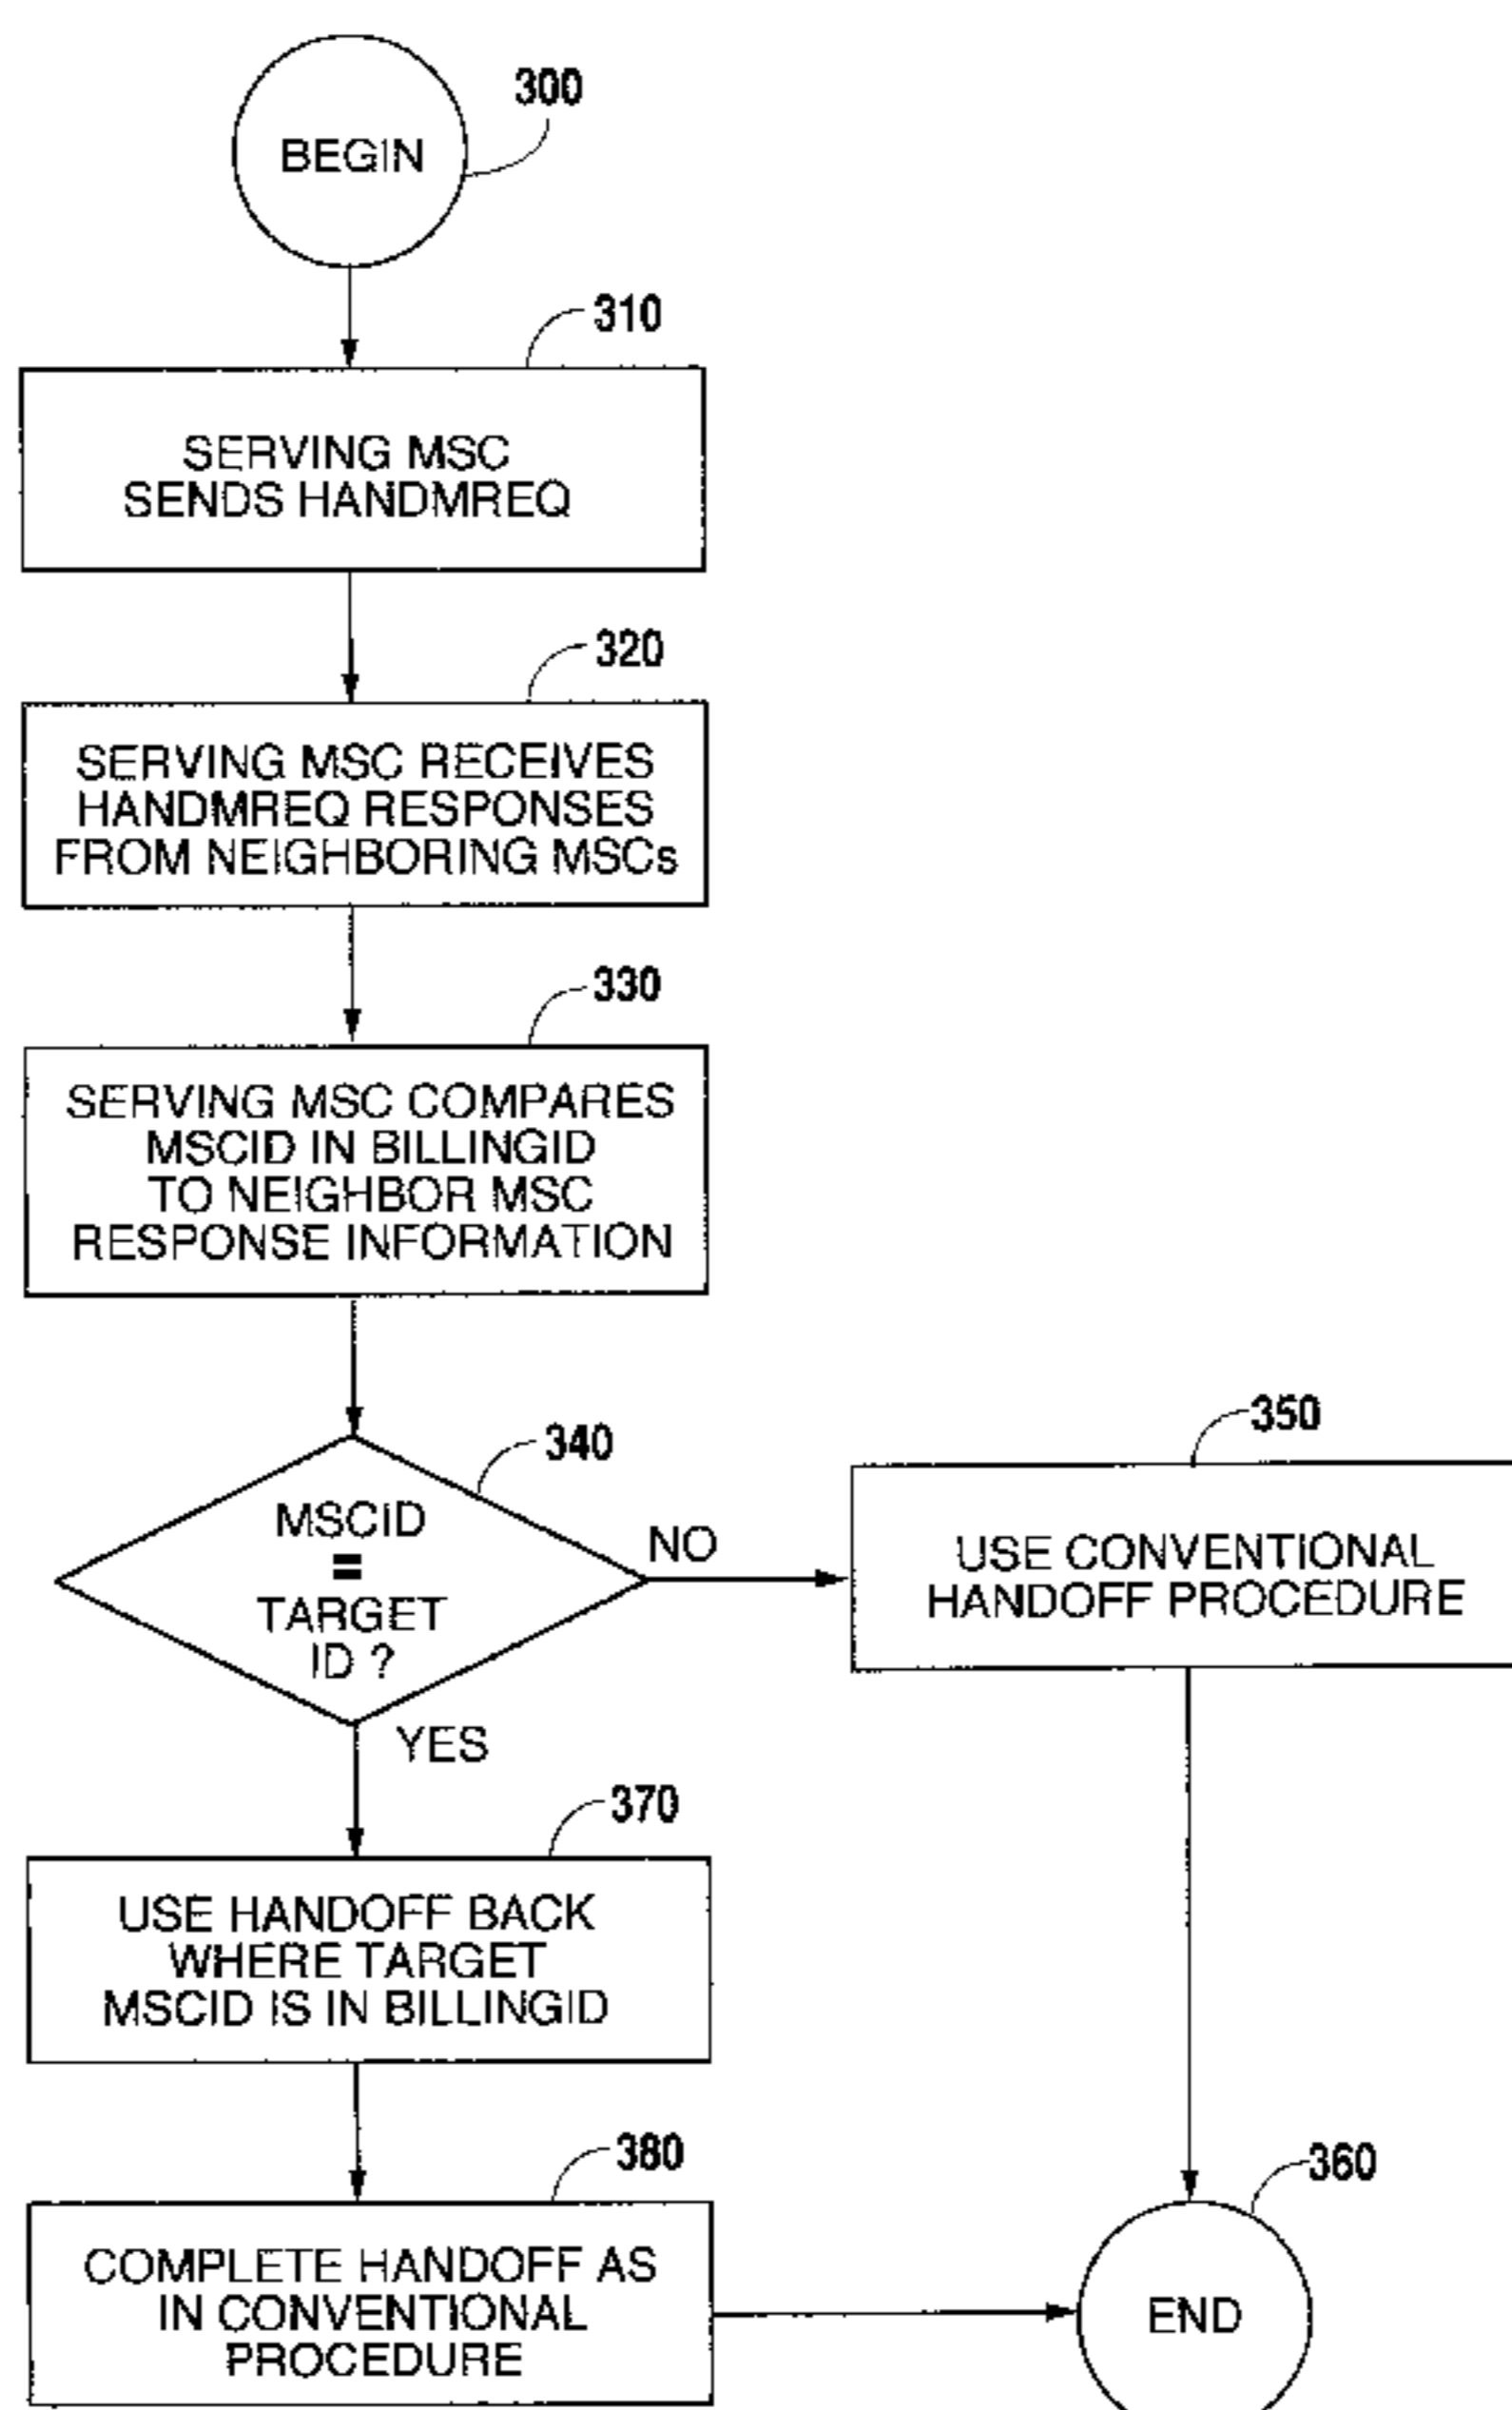 300
BEGIN
310
SERVING MSC
SENDS HANDMREQ
320
SERVING MSC RECEIVES
HANDMREQ RESPONSES
FROM NEIGHBORING MSCs
330
SERVING MSC COMPARES
MSCID IN BILLINGID
TO NEIGHBOR MSC
RESPONSE INFORMATION
340
MSCID
=
TARGET
ID ?
NO
YES
350
USE CONVENTIONAL
HANDOFF PROCEDURE
370
USE HANDOFF BACK
WHERE TARGET
MSCID IS IN BILLINGID
380
COMPLETE HANDOFF AS
IN CONVENTIONAL
PROCEDURE
360
END